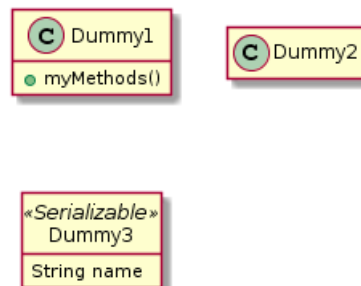 C Dummy1
myMethods()
C Dummy2
«Serializable»
Dummy3
String name